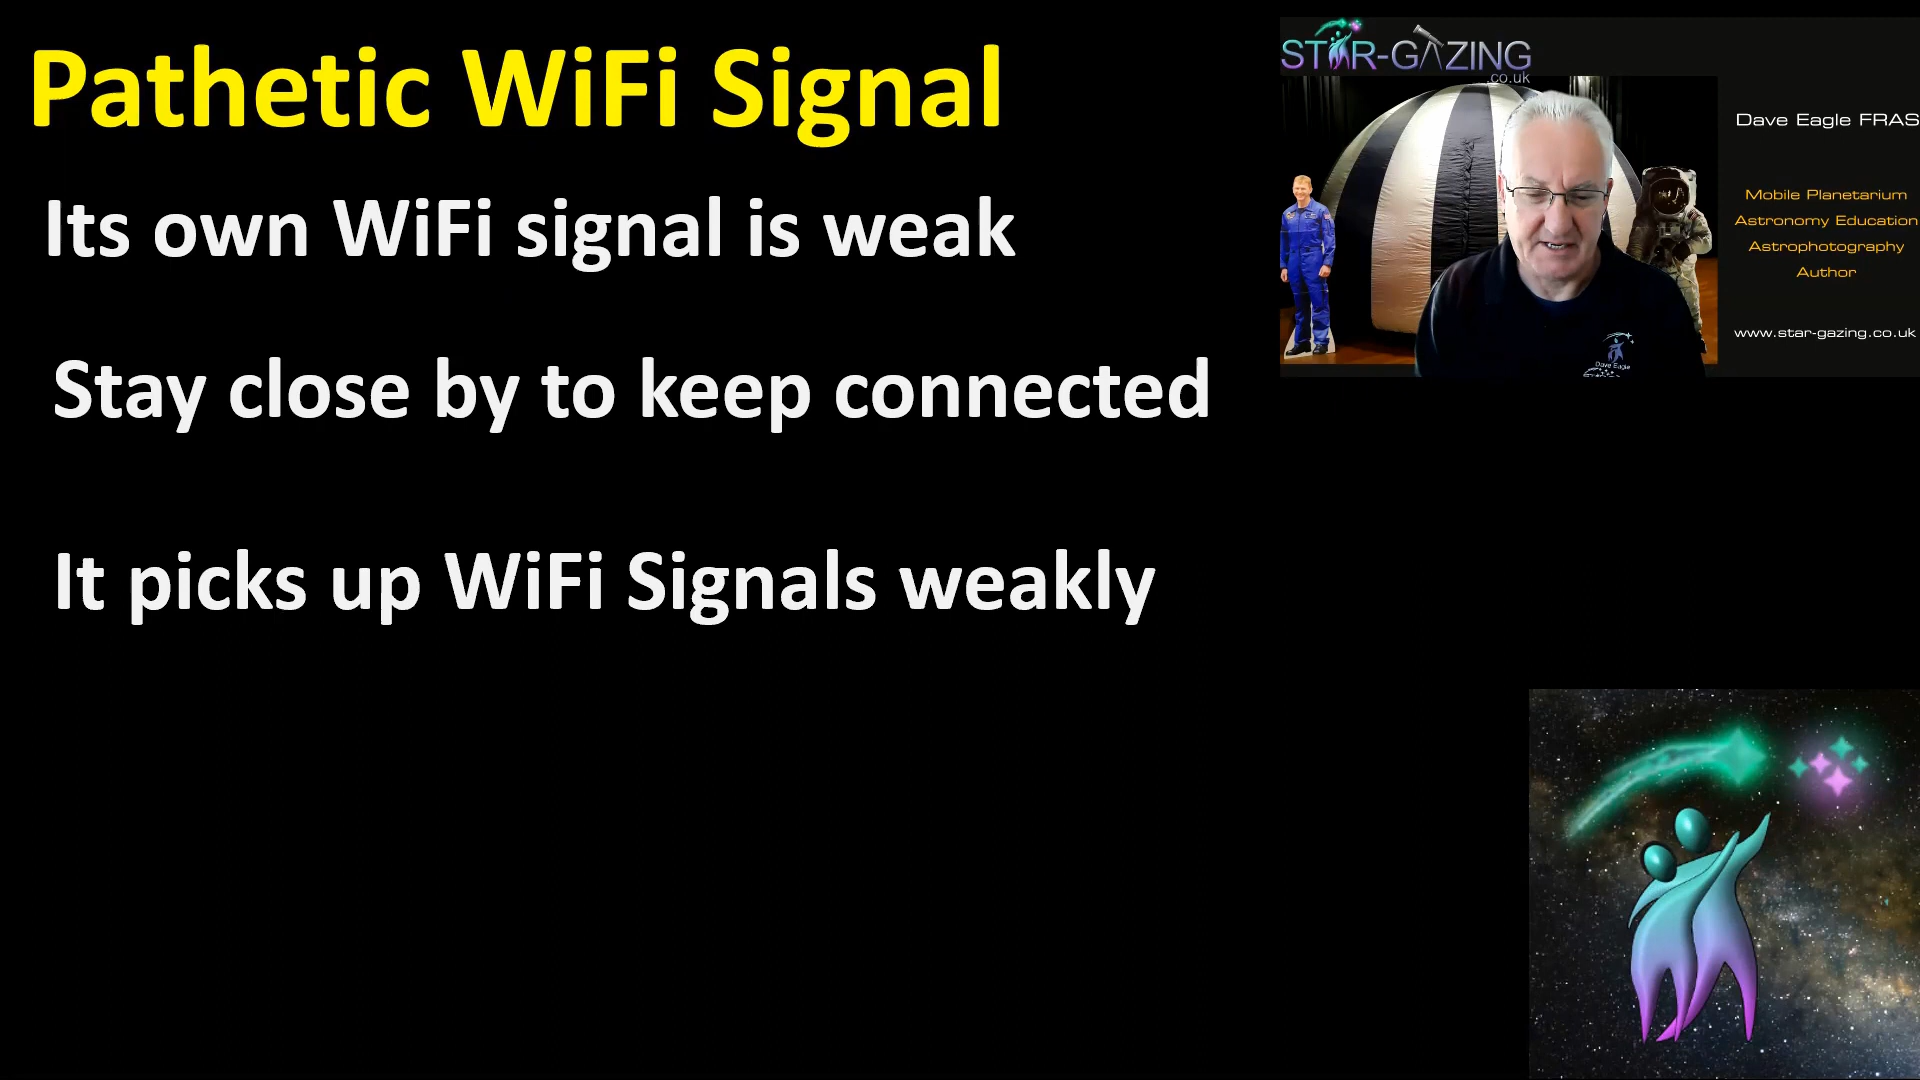 Pathetic WiFi Signal
Its own WiFi signal is weak
Stay close by to keep connected
It picks up WiFi Signals weakly
STAR-GAZING
.co.uk
Dave Eagle FRAS
Mobile Planetarium
Astronomy Education
Astrophotography
Author
www.star-gazing.co.uk
Dave Eagle